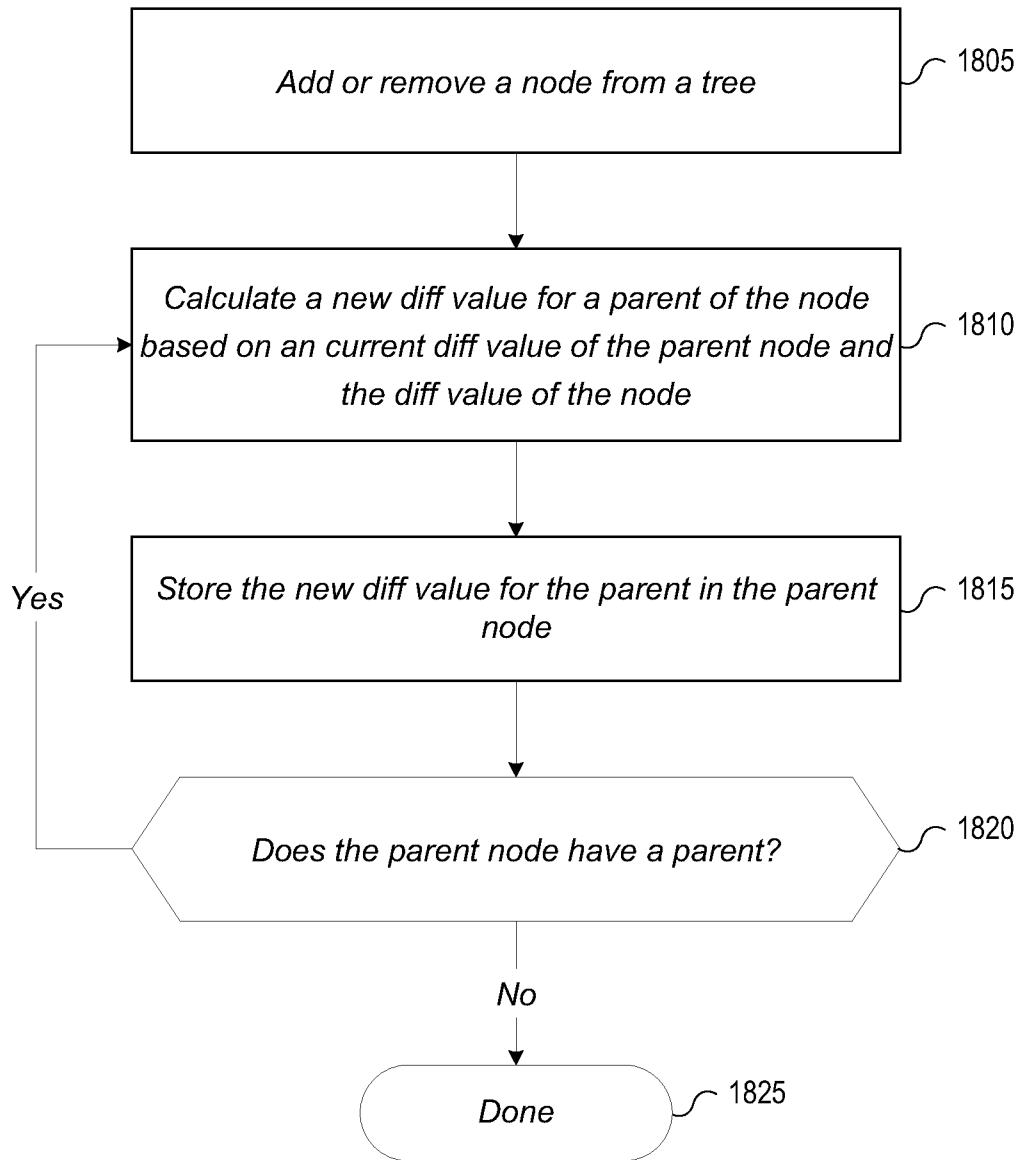 Add or remove a node from a tree
1805
Calculate a new diff value for a parent of the node
based on an current diff value of the parent node and
the diff value of the node
1810
Store the new diff value for the parent in the parent
node
1815
Yes
Does the parent node have a parent?
1820
No
Done
1825